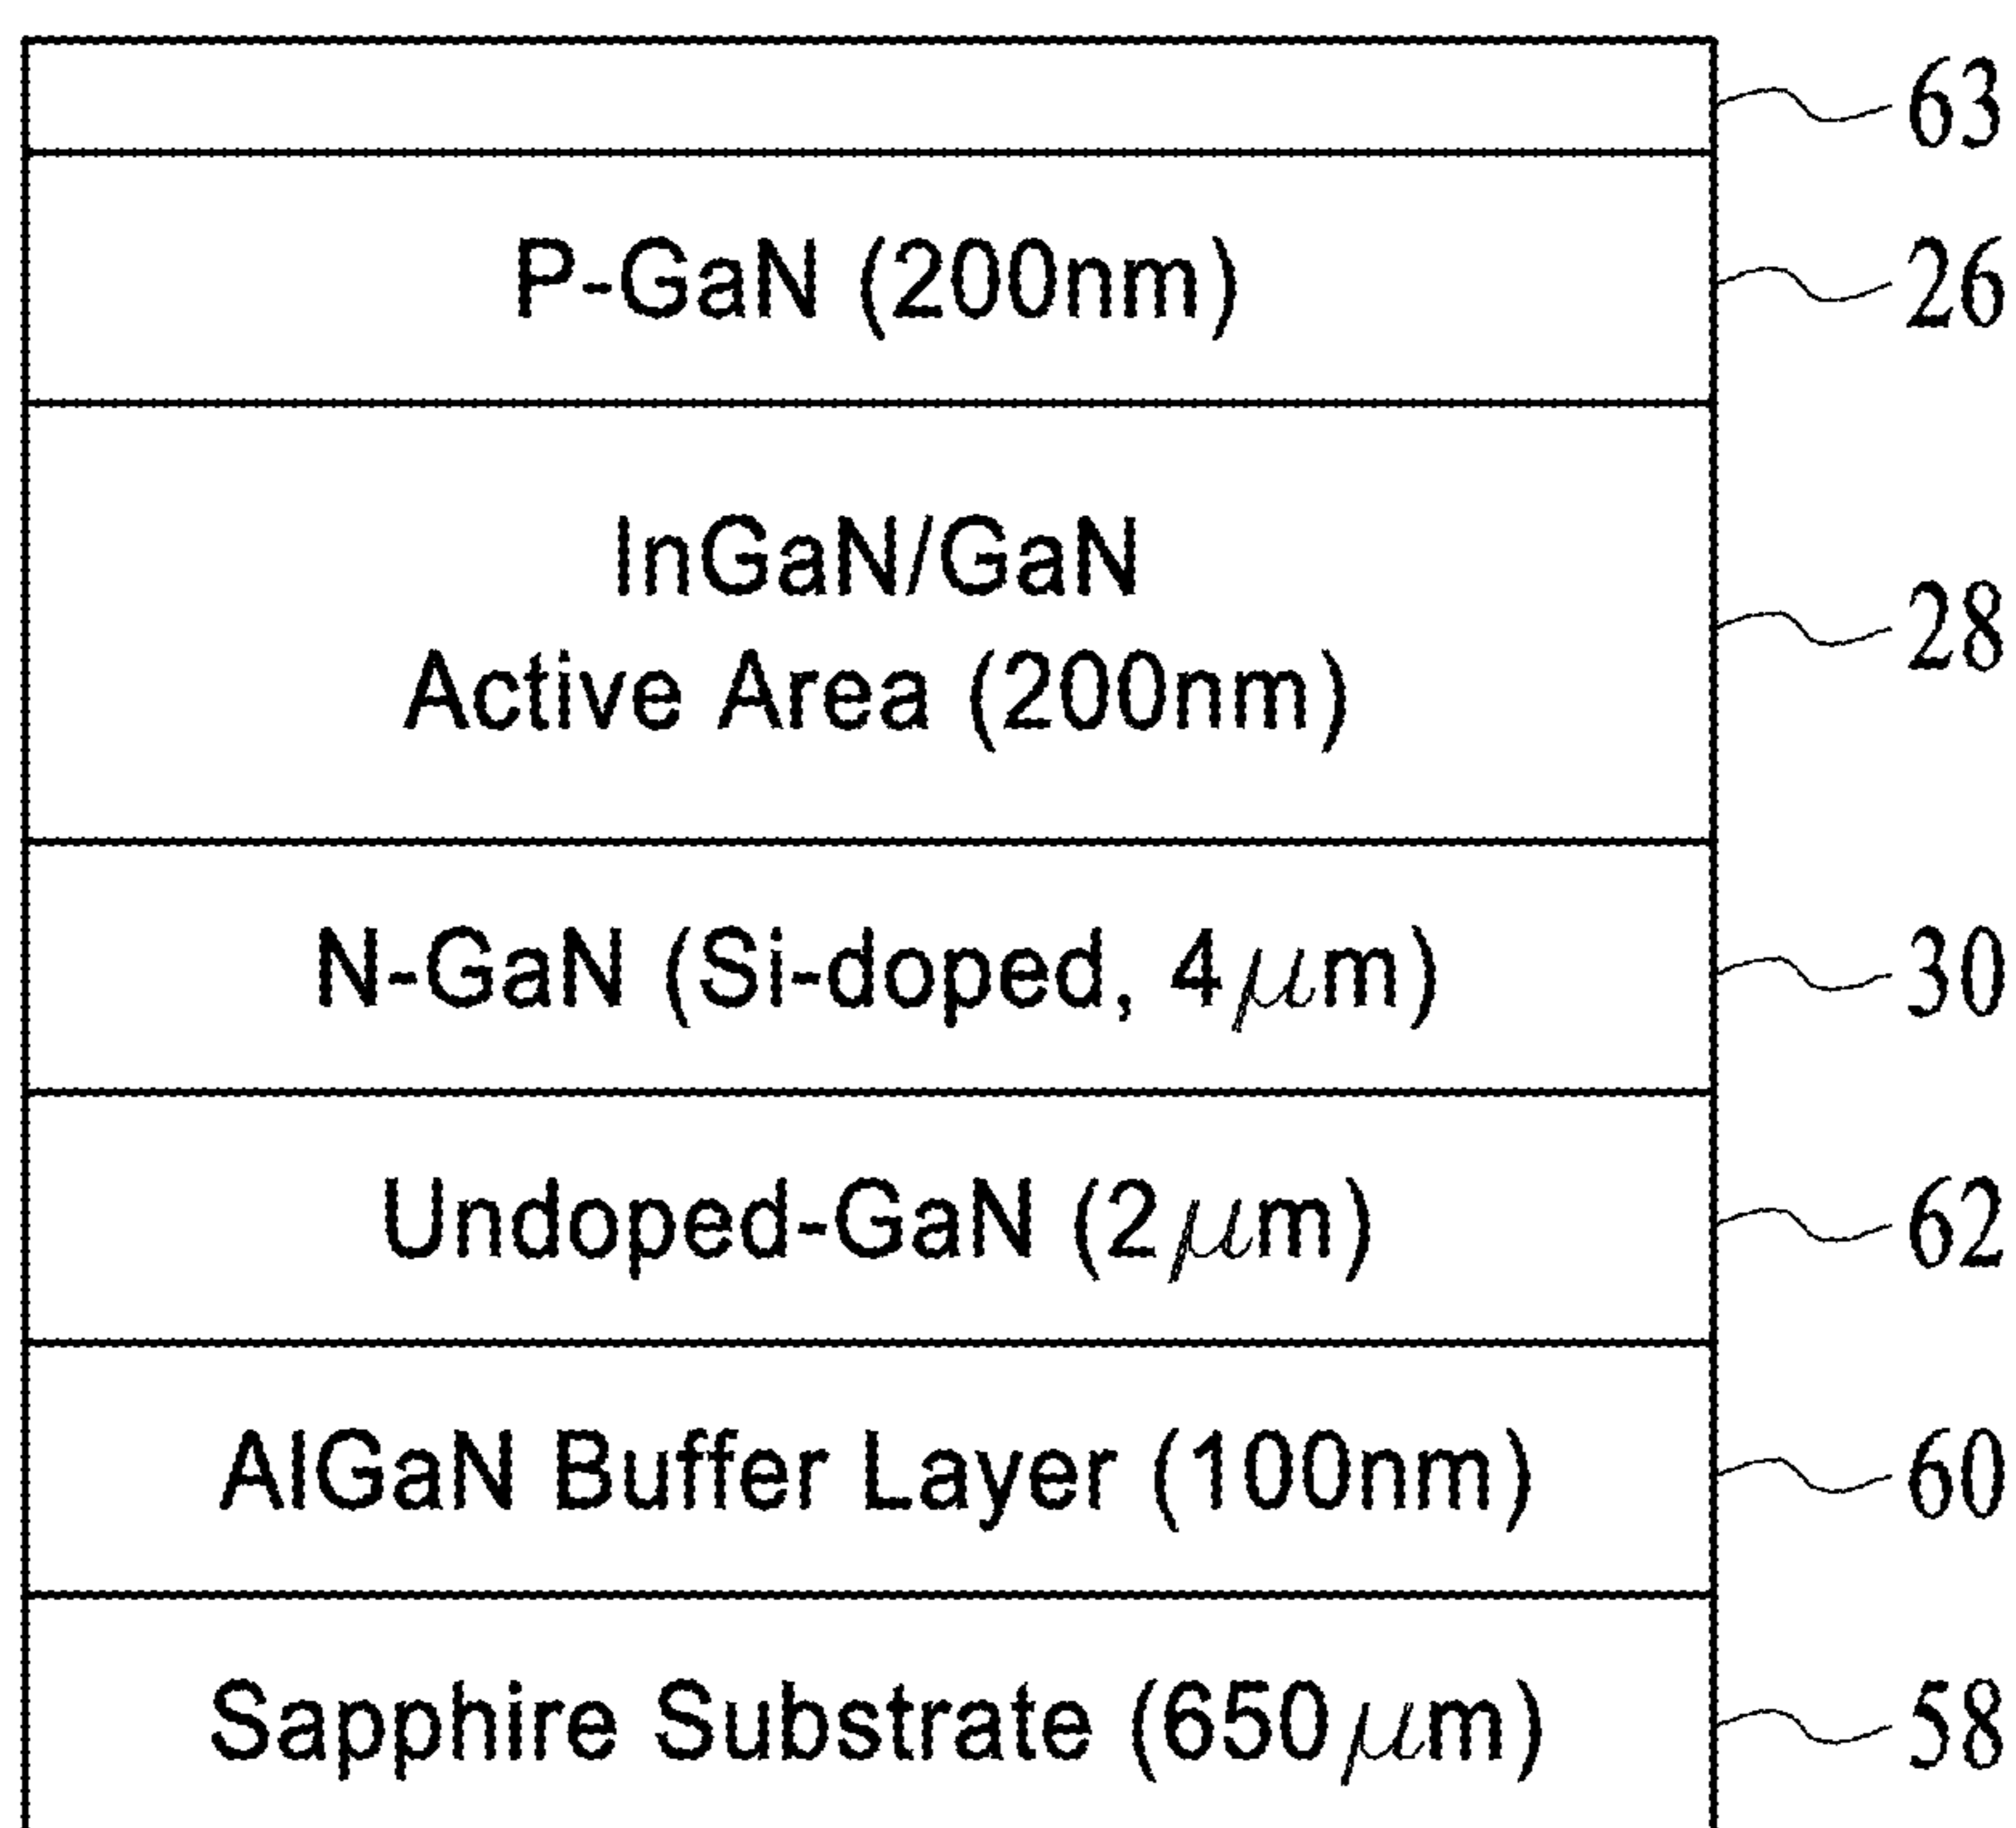 63
P-GaN (200nm) 26
InGaN/GaN
Active Area (200nm) 28
N-GaN (Si-doped, 4μm) 30
Undoped-GaN (2μm) 62
AlGaN Buffer Layer (100nm) 60
Sapphire Substrate (650μm) 58